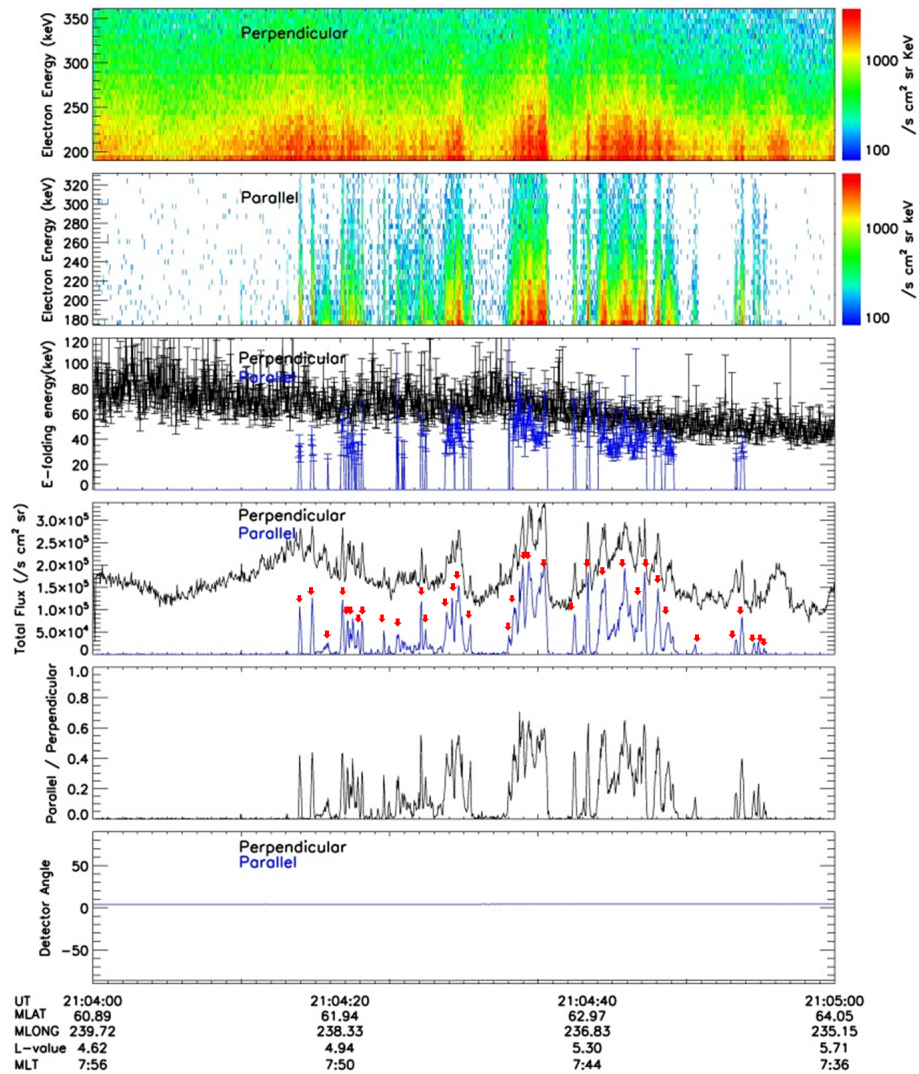 350
300
250
200
Electron Energy (keV)
Perpendicular
1000
100
/s cm² sr KeV
320
300
280
260
240
220
200
180
Electron Energy (keV)
Parallel
1000
100
/s cm² sr KeV
120
100
80
60
40
20
0
E-folding energy(keV)
Perpendicular
Parallel
3.0×10⁵
2.5×10⁵
2.0×10⁵
1.5×10⁵
1.0×10⁵
5.0×10⁴
0
Total Flux (/s cm² sr)
Perpendicular
Parallel
1.0
0.8
0.6
0.4
0.2
0.0
Parallel / Perpendicular
50
0
−50
Detector Angle
Perpendicular
Parallel
UT 21:04:00 21:04:20 21:04:40 21:05:00
MLAT 60.89 61.94 62.97 64.05
MLONG 239.72 238.33 236.83 235.15
L-value 4.62 4.94 5.30 5.71
MLT 7:56 7:50 7:44 7:36